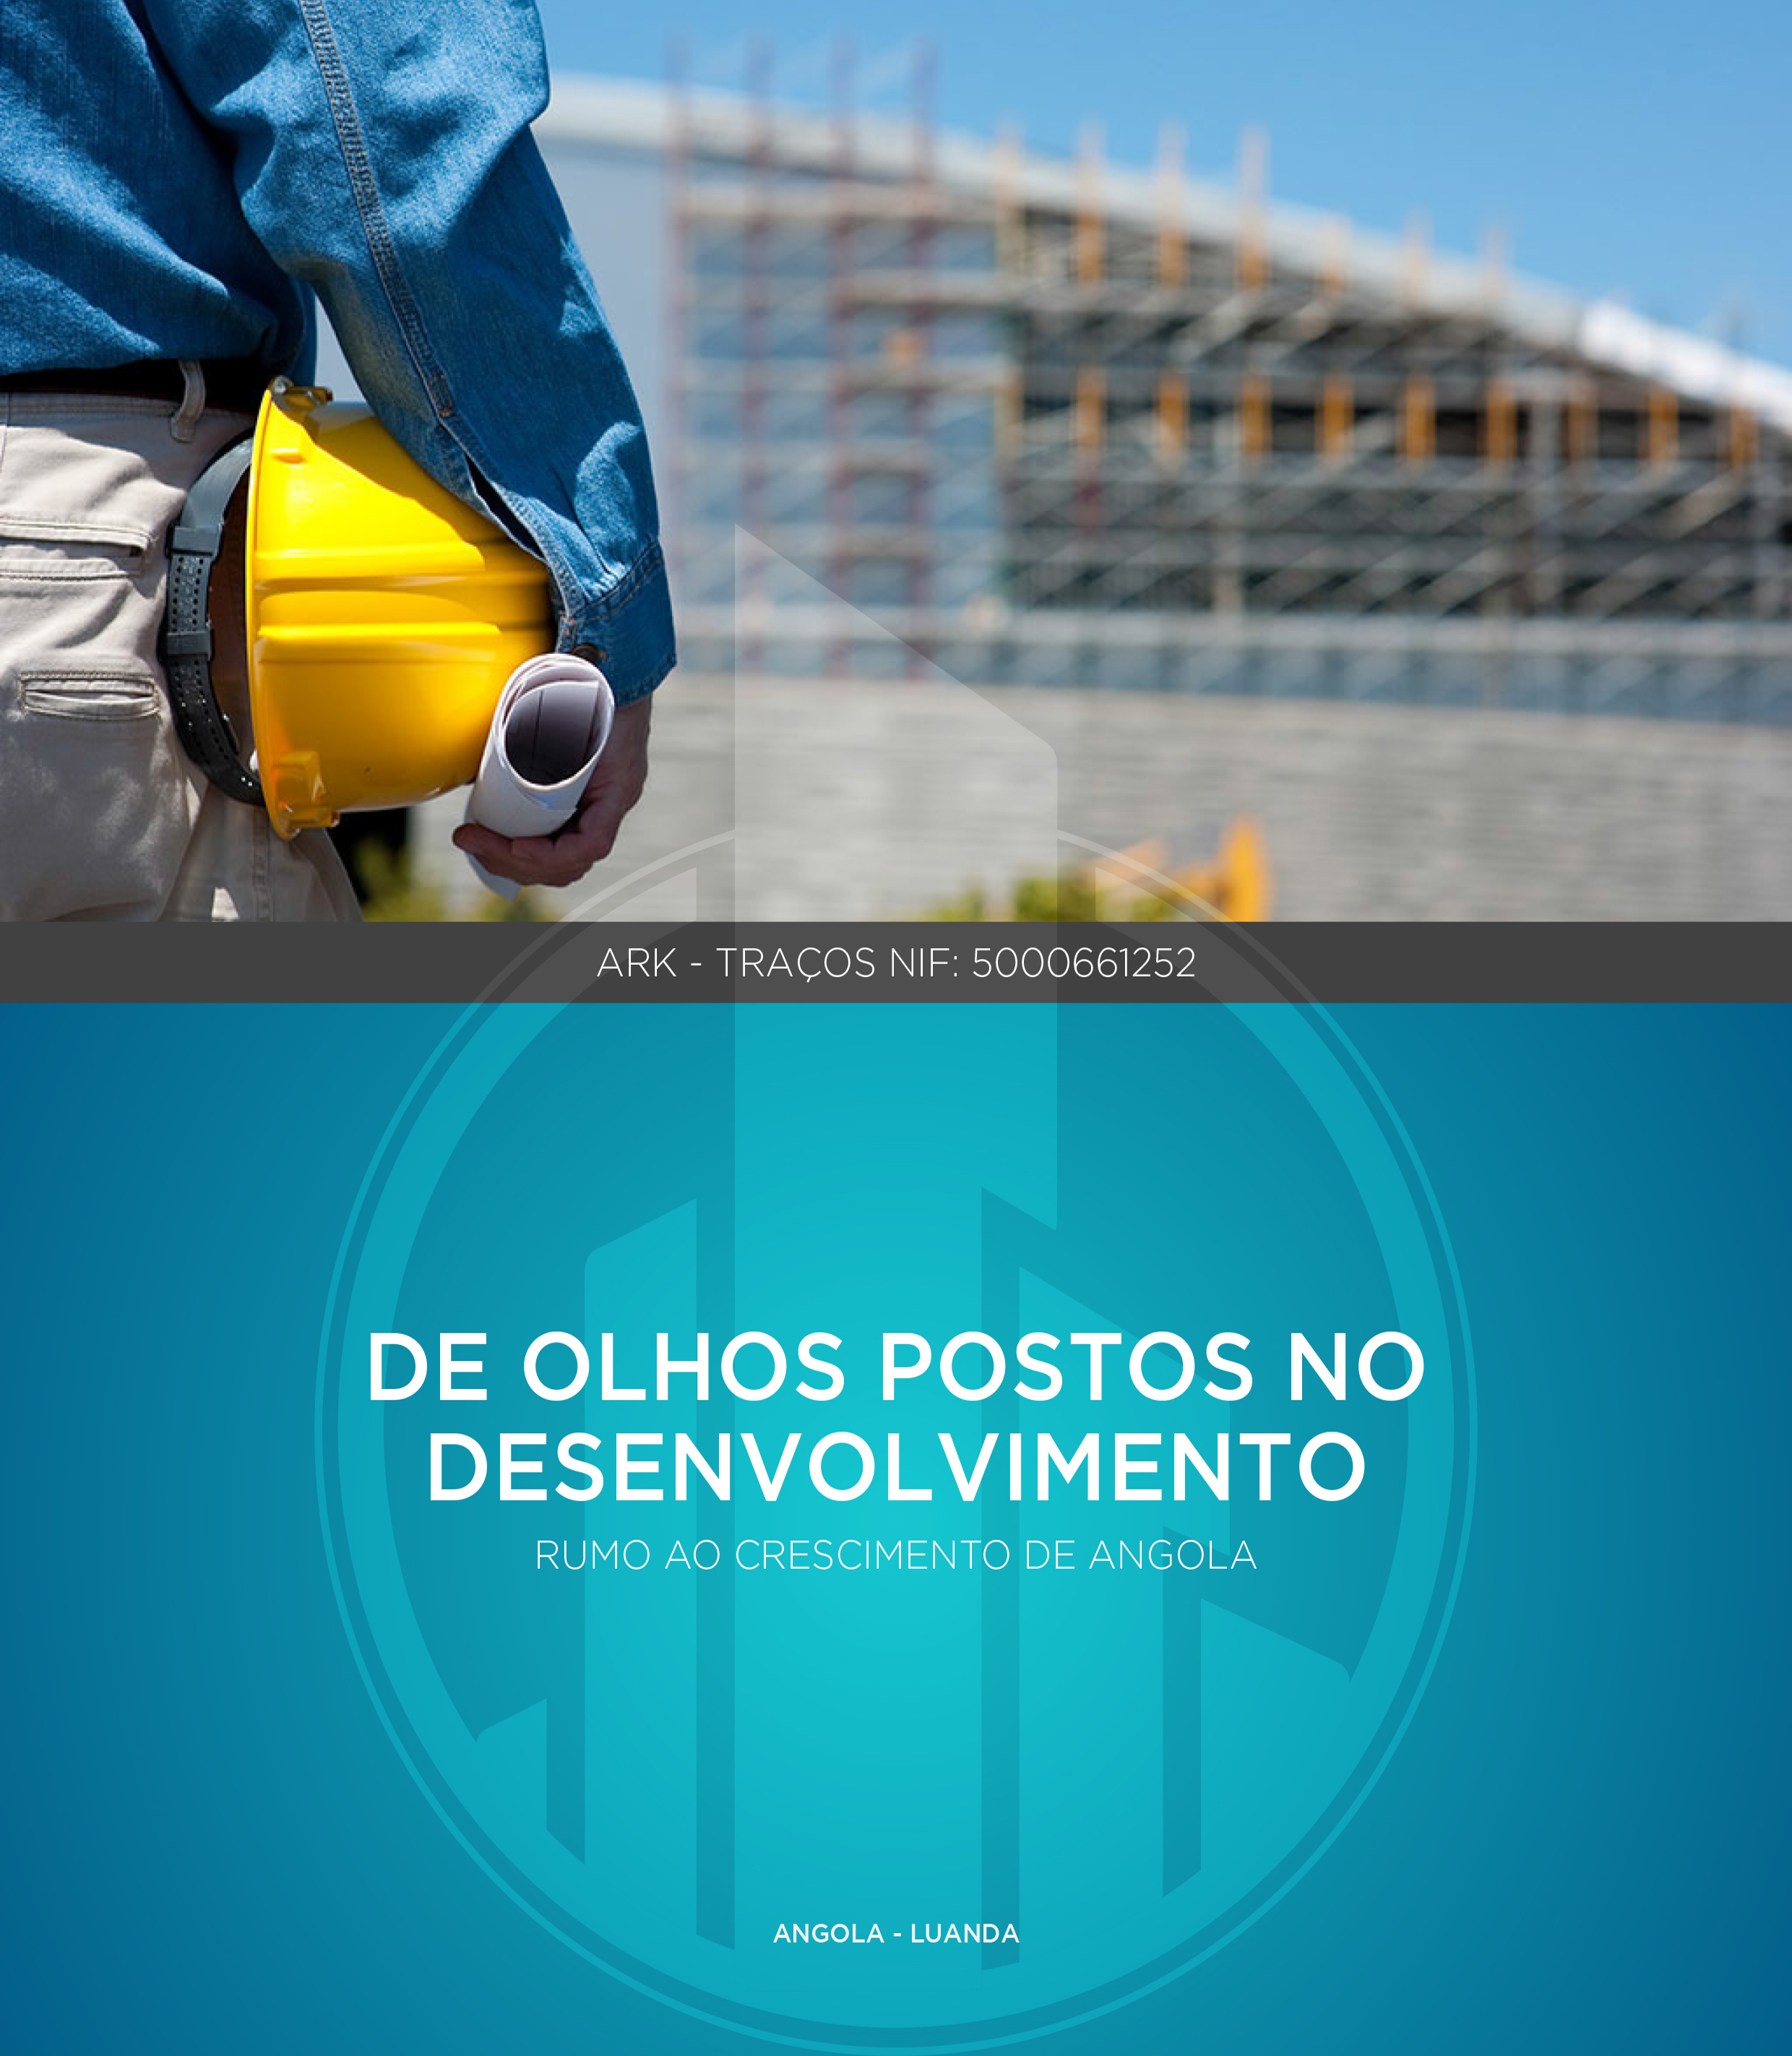 ARK - TRAÇOS NIF: 5000661252
DE OLHOS POSTOS NO
DESENVOLVIMENTO
RUMO AO CRESCIMENTO DE ANGOLA
ANGOLA - LUANDA